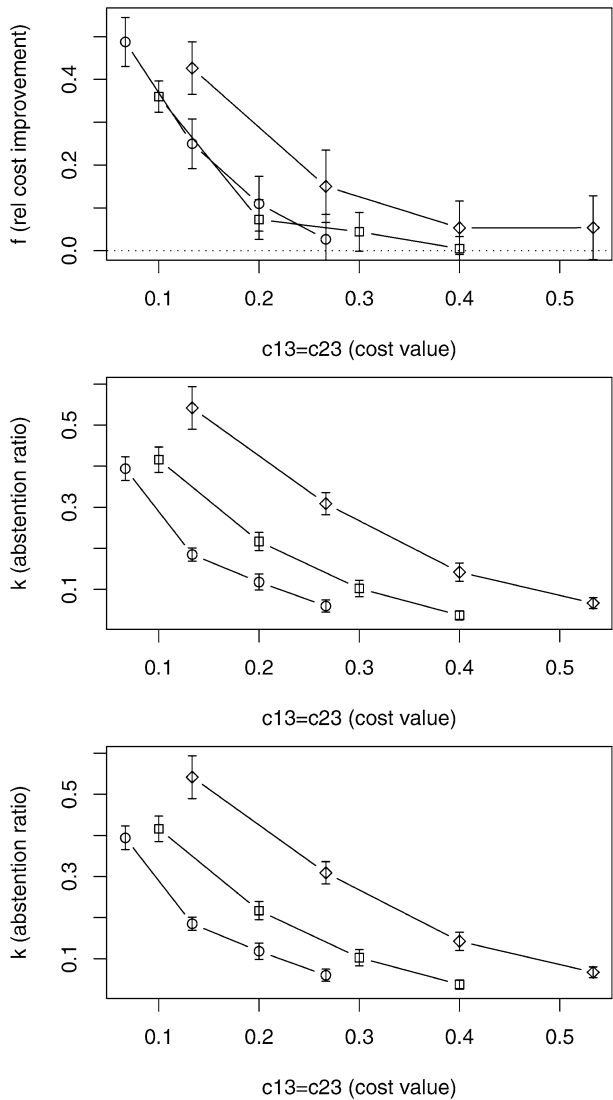 f (rel cost improvement)
0.4
0.2
0.0
0.1 0.2 0.3 0.4 0.5
c13=c23 (cost value)
k (abstention ratio)
0.5
0.3
0.1
0.1 0.2 0.3 0.4 0.5
c13=c23 (cost value)
k (abstention ratio)
0.5
0.3
0.1
0.1 0.2 0.3 0.4 0.5
c13=c23 (cost value)